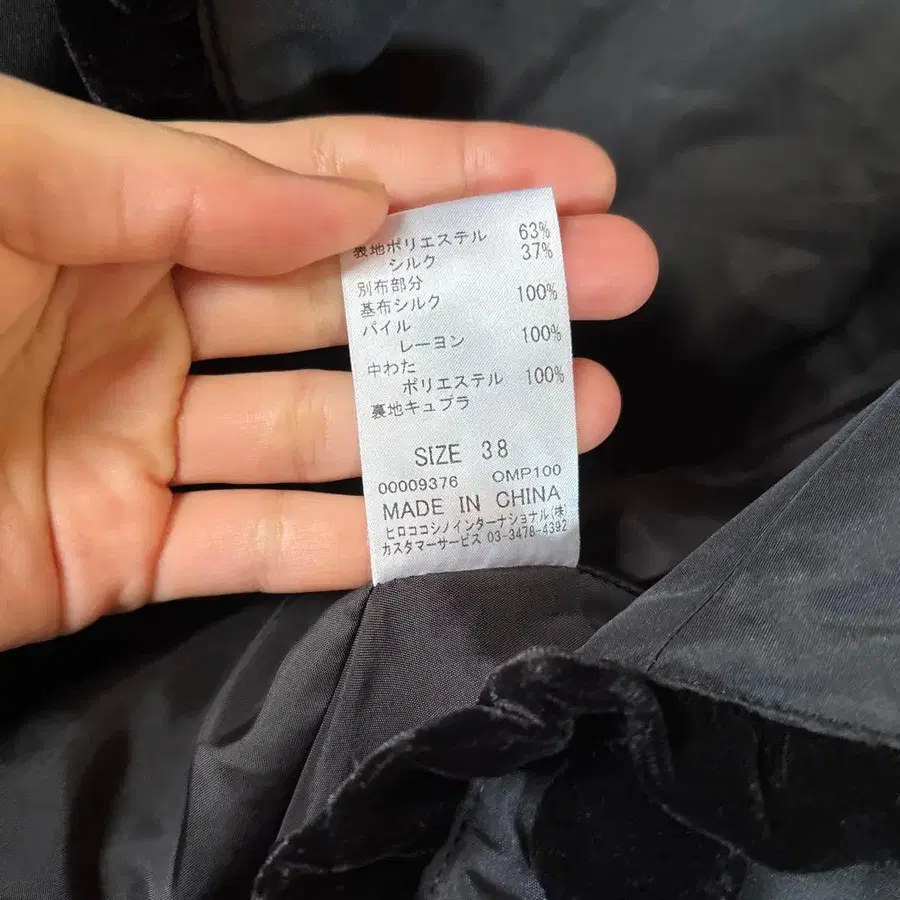 表地ポリエステル 63%
シルク 37%
別布部分
基布シルク 100%
パイル
レーヨン 100%
中わた
ポリエステル 100%
裏地キュプラ
SIZE 38
00009376 OMP100
MADE IN CHINA
ヒロココシノインターナショナル(株)
カスタマーサービス 03-3478-4392